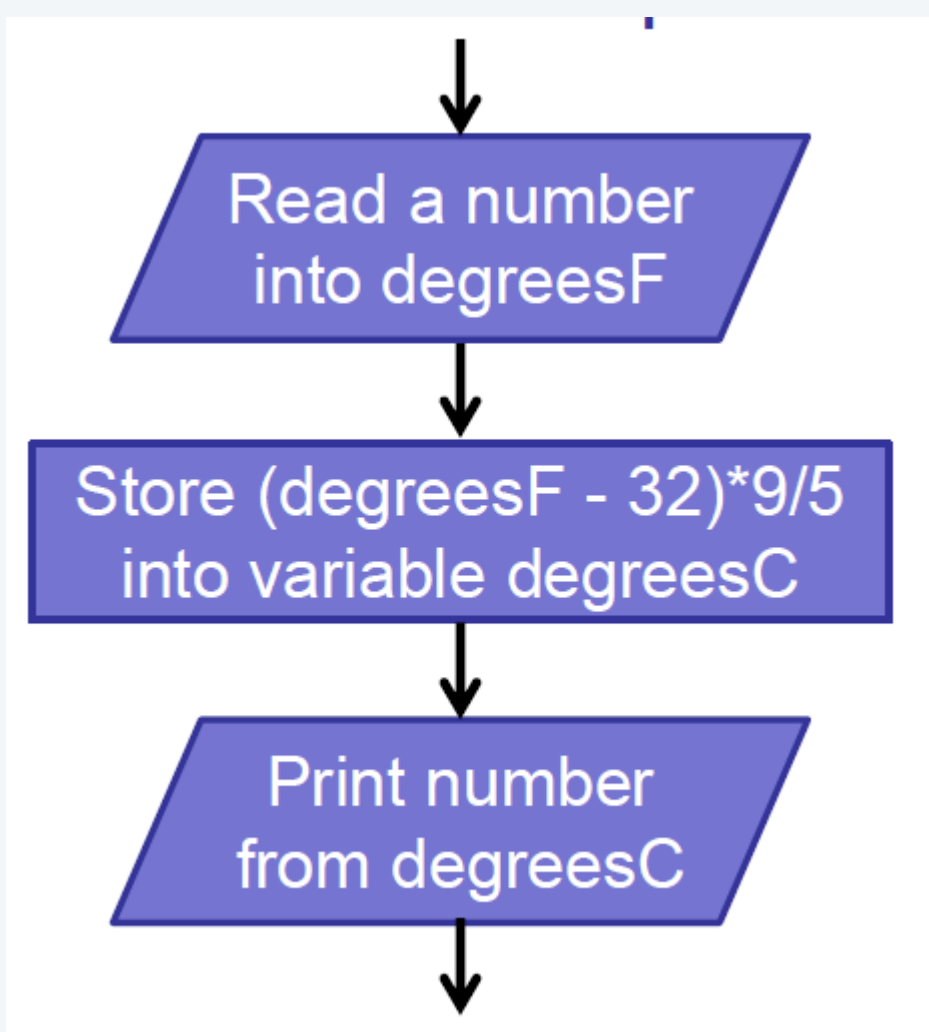 Read a number
into degreesF
Store (degreesF - 32)*9/5
into variable degreesC
Print number
from degreesC